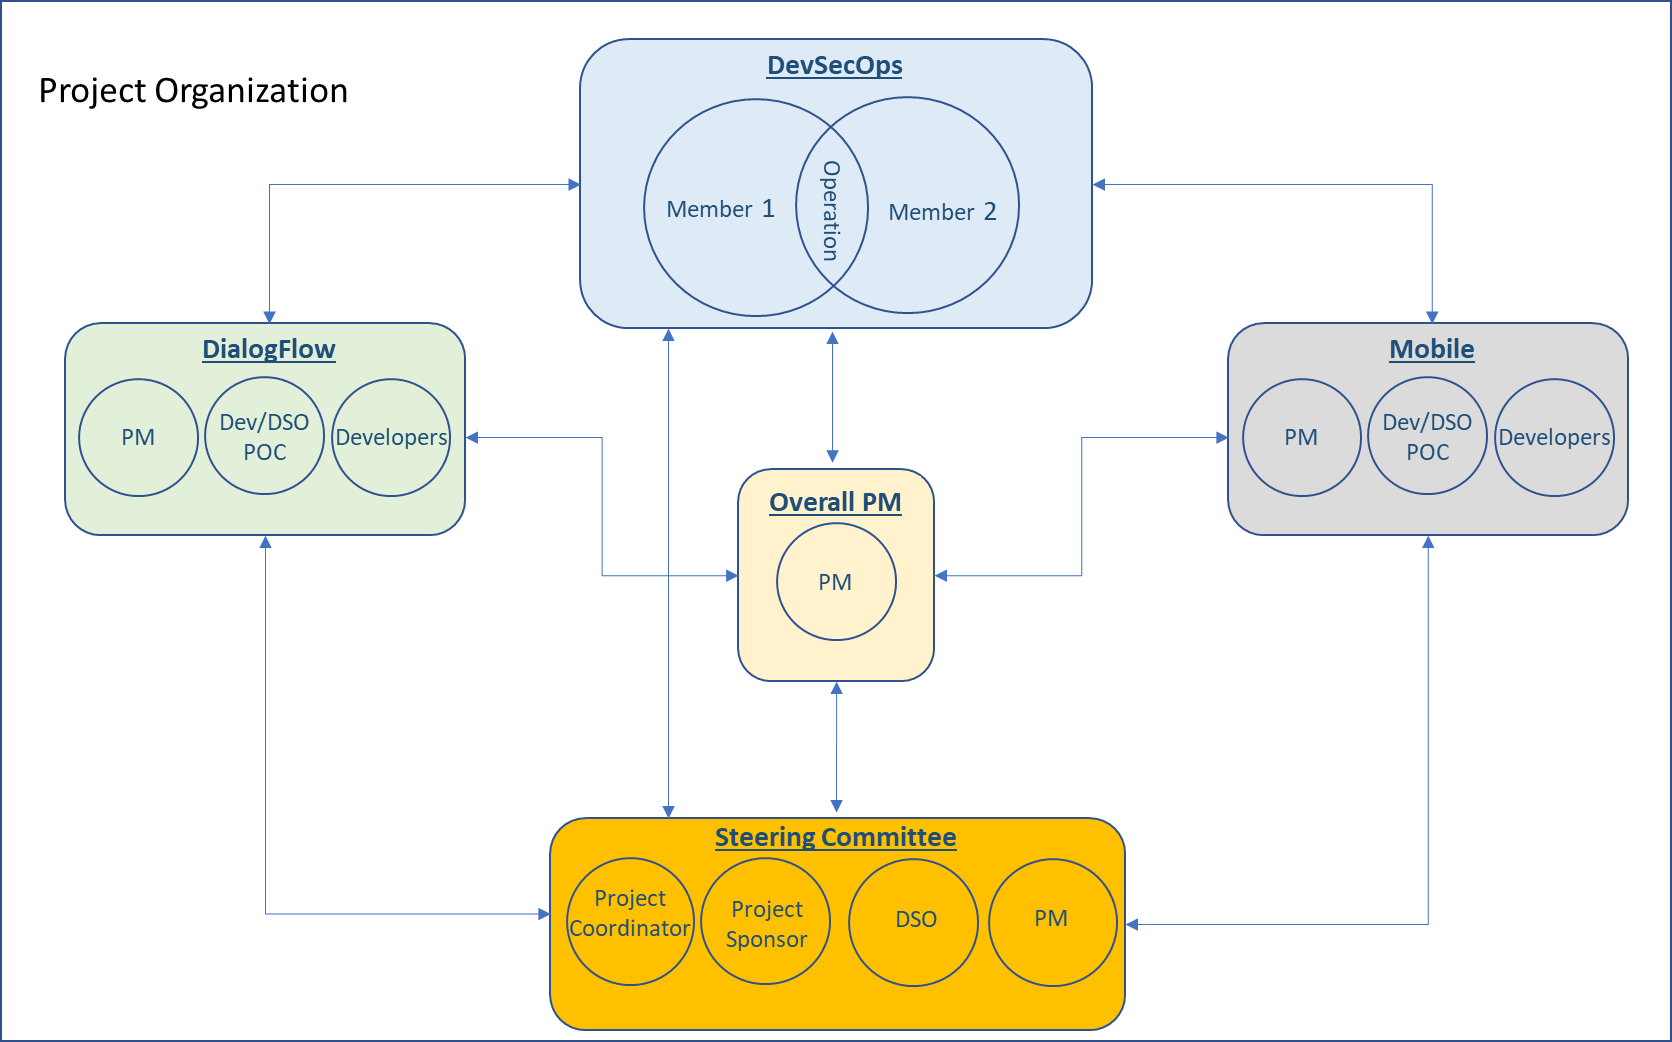 Project Organization
DevSecOps
Member 1
Operation
Member 2
DialogFlow
PM
Dev/DSO
POC
Developers
Mobile
PM
Dev/DSO
POC
Developers
Overall PM
PM
Steering Committee
Project
Coordinator
Project
Sponsor
DSO
PM